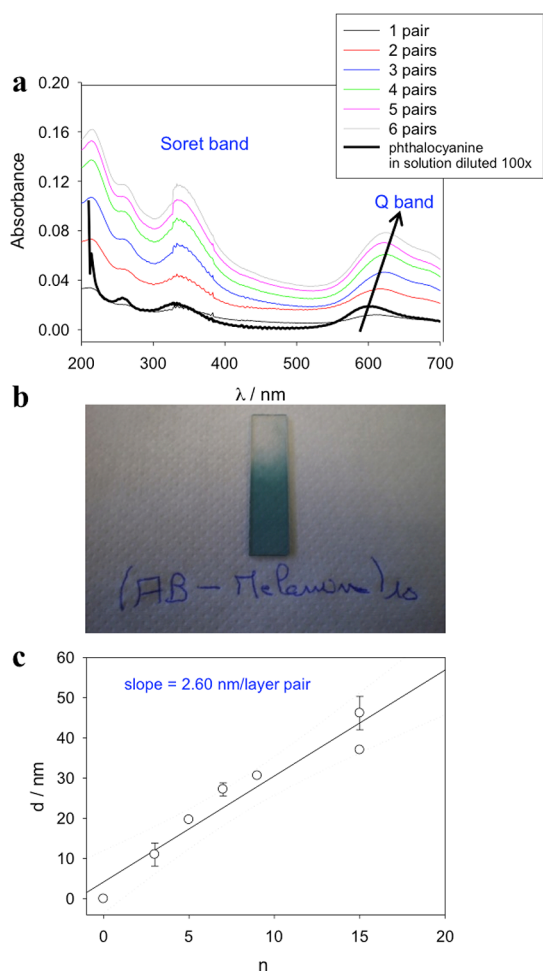 1 pair
2 pairs
3 pairs
4 pairs
5 pairs
6 pairs
phthalocyanine
in solution diluted 100x
a
0.20
0.16
0.12
0.08
0.04
0.00
Absorbance
Soret band
Q band
200 300 400 500 600 700
λ / nm
b
(AB - Melamine)10
c
60
50
40
30
20
10
0
d / nm
slope = 2.60 nm/layer pair
0 5 10 15 20
n